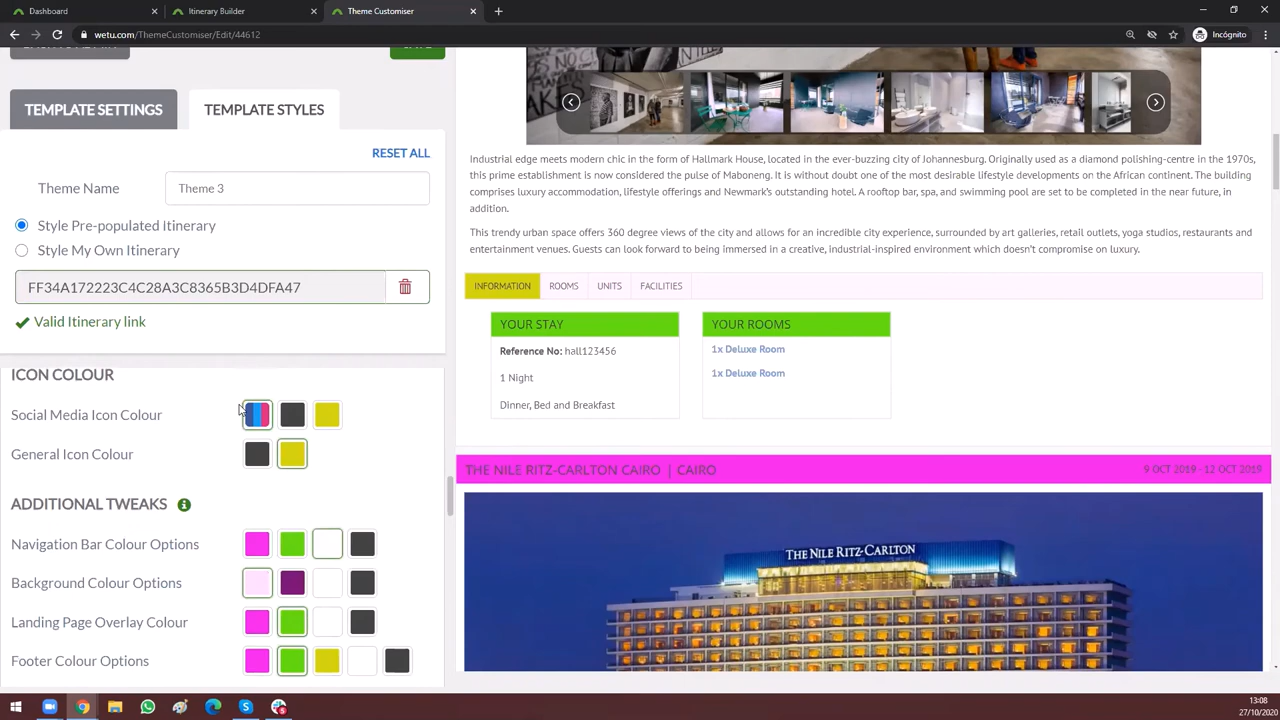 Dashboard
Itinerary Builder
Theme Customiser
wetu.com/ThemeCustomiser/Edit/44612
Incógnito
TEMPLATE SETTINGS
TEMPLATE STYLES
RESET ALL
Theme Name
Theme 3
Style Pre-populated Itinerary
Style My Own Itinerary
FF34A172223C4C28A3C8365B3D4DFA47
Valid Itinerary link
ICON COLOUR
Social Media Icon Colour
General Icon Colour
ADDITIONAL TWEAKS
Navigation Bar Colour Options
Background Colour Options
Landing Page Overlay Colour
Footer Colour Options
Industrial edge meets modern chic in the form of Hallmark House, located in the ever-buzzing city of Johannesburg. Originally used as a diamond polishing-centre in the 1970s,
this prime establishment is now considered the pulse of Maboneng. It is without doubt one of the most desirable lifestyle developments on the African continent. The building
comprises luxury accommodation, lifestyle offerings and Newmark's outstanding hotel. A rooftop bar, spa, and swimming pool are set to be completed in the near future, in
addition.
This trendy urban space offers 360 degree views of the city and allows for an incredible city experience, surrounded by art galleries, retail outlets, yoga studios, restaurants and
entertainment venues. Guests can look forward to being immersed in a creative, industrial-inspired environment which doesn't compromise on luxury.
INFORMATION
ROOMS
UNITS
FACILITIES
YOUR STAY
Reference No: hall123456
1 Night
Dinner, Bed and Breakfast
YOUR ROOMS
1x Deluxe Room
1x Deluxe Room
THE NILE RITZ-CARLTON CAIRO | CAIRO
9 OCT 2019 - 12 OCT 2019
THE NILE RITZ-CARLTON
13:08
27/10/2020